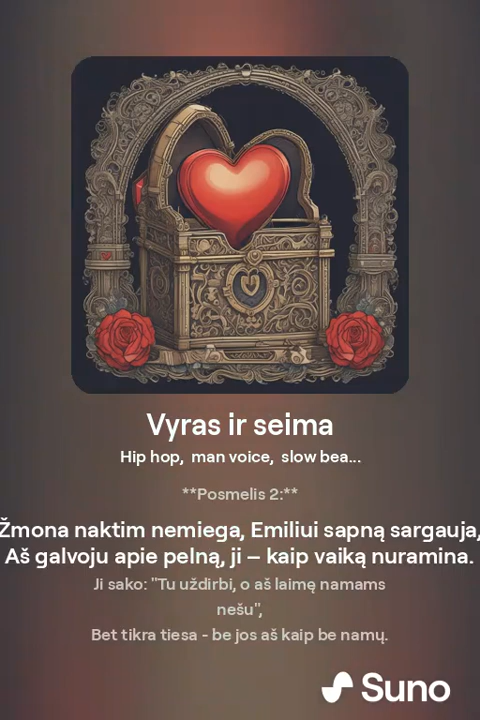 Vyras ir seima
Hip hop,  man voice,  slow bea...
**Posmelis 2:**
Žmona naktim nemiega, Emiliui sapną sargauja,
Aš galvoju apie pelną, ji – kaip vaiką nuramina.
Ji sako: "Tu uždirbi, o aš laimę namams
nešu",
Bet tikra tiesa - be jos aš kaip be namų.
Suno